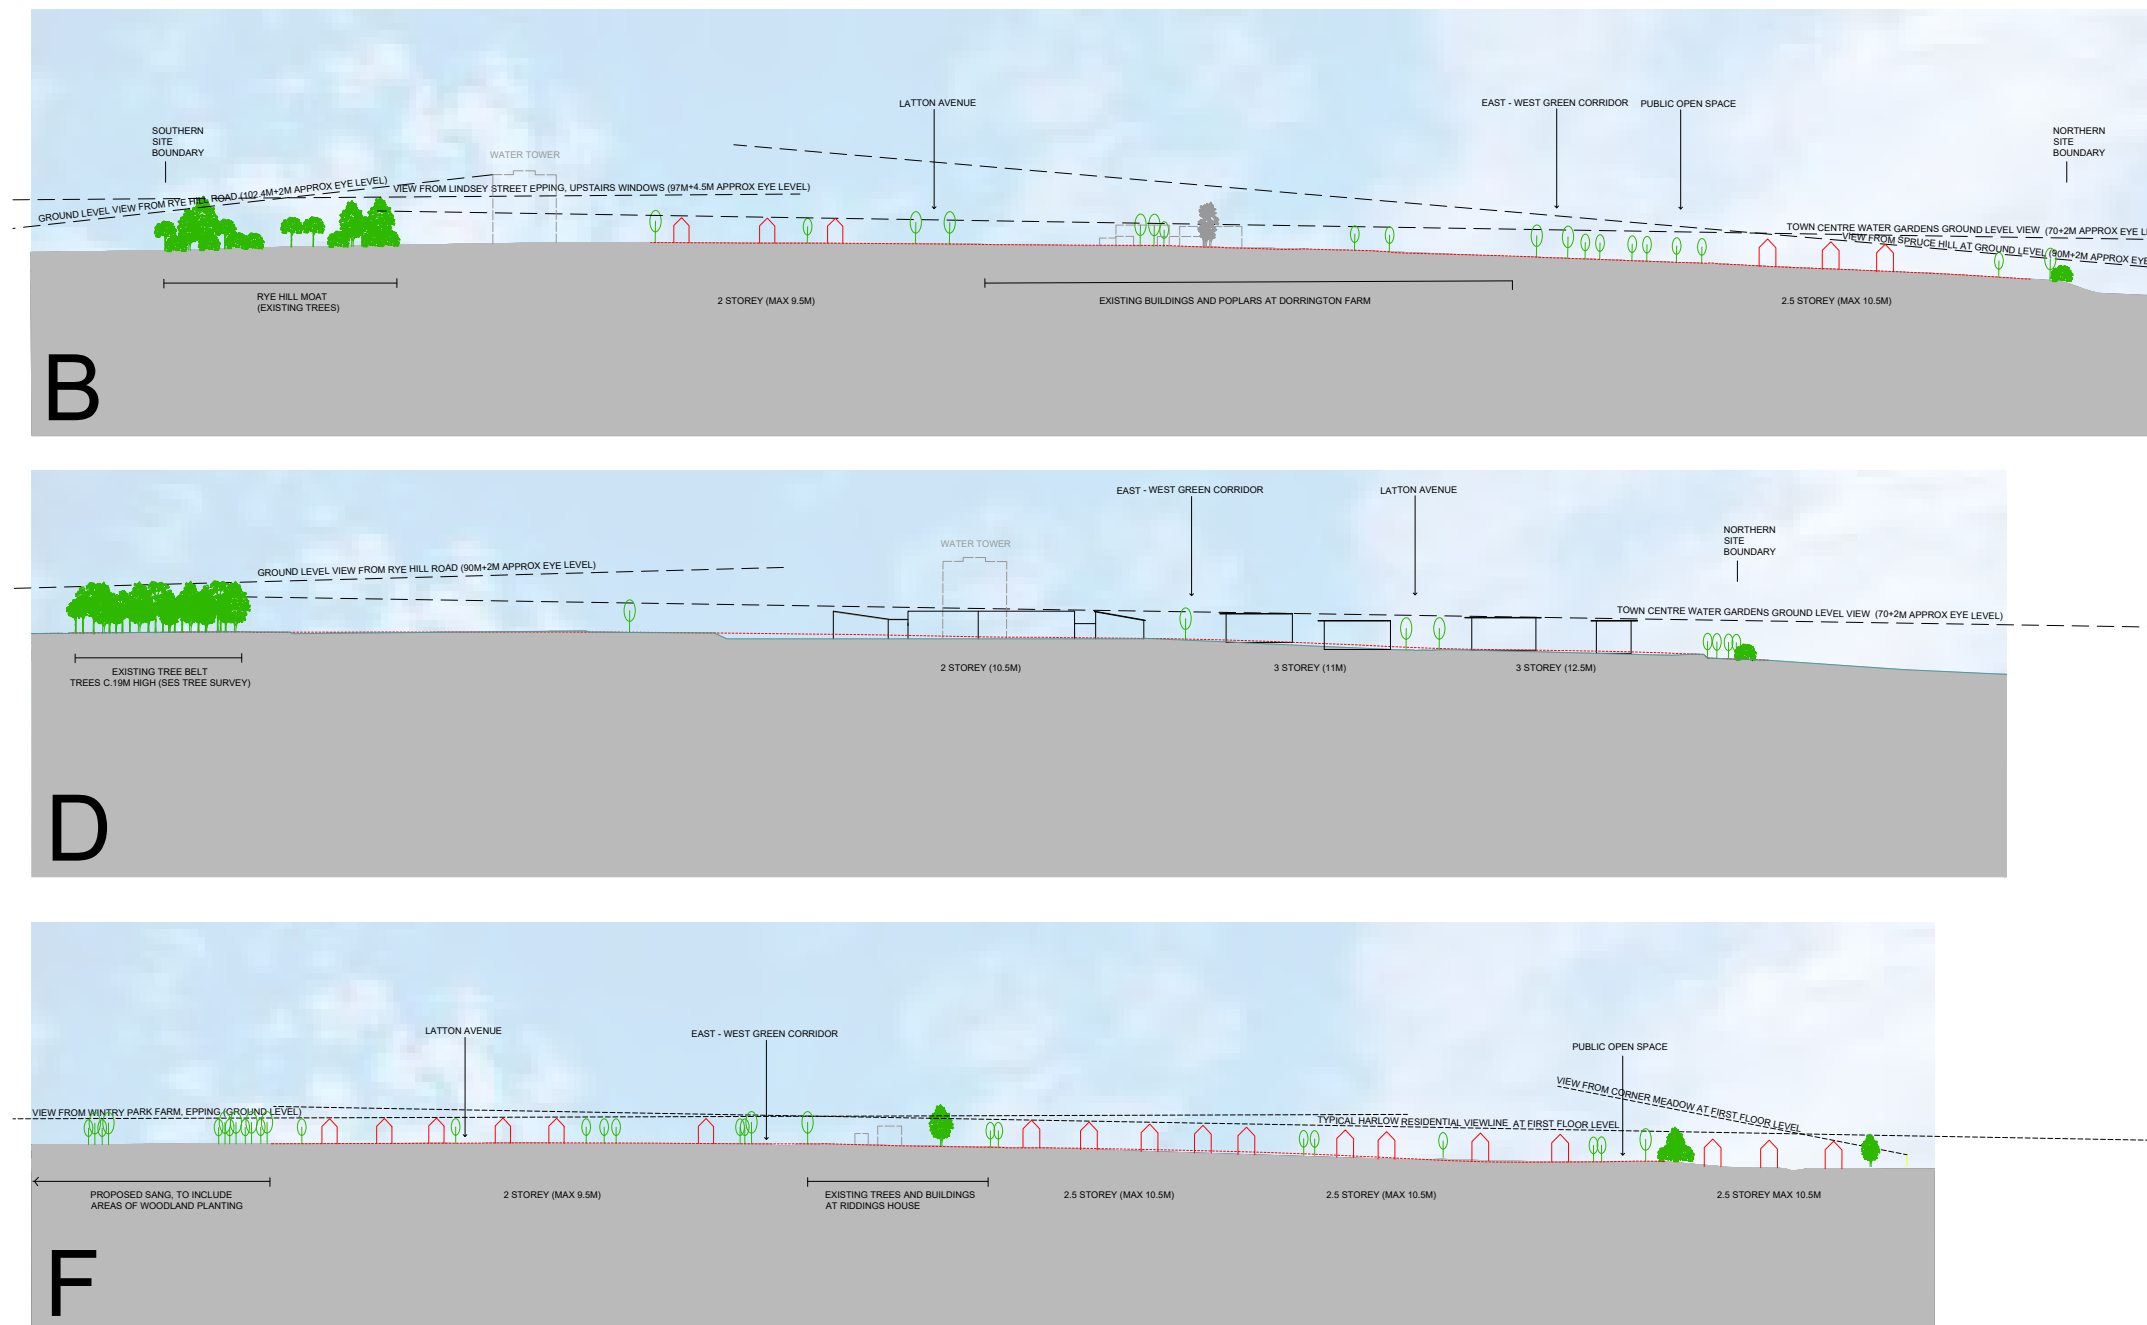 LATTON AVENUE
EAST - WEST GREEN CORRIDOR
PUBLIC OPEN SPACE
SOUTHERN
SITE
BOUNDARY
NORTHERN
SITE
BOUNDARY
WATER TOWER
GROUND LEVEL VIEW FROM RYE HILL ROAD (102.4M+2M APPROX EYE LEVEL)
VIEW FROM LINDSEY STREET EPPING, UPSTAIRS WINDOWS (97M+4.5M APPROX EYE LEVEL)
TOWN CENTRE WATER GARDENS GROUND LEVEL VIEW (70+2M APPROX EYE
VIEW FROM SPRUCE HILL AT GROUND LEVEL (90M+2M APPROX EYE
RYE HILL MOAT
(EXISTING TREES)
2 STOREY (MAX 9.5M)
EXISTING BUILDINGS AND POPLARS AT DORRINGTON FARM
2.5 STOREY (MAX 10.5M)
B
EAST - WEST GREEN CORRIDOR
LATTON AVENUE
NORTHERN
SITE
BOUNDARY
WATER TOWER
GROUND LEVEL VIEW FROM RYE HILL ROAD (90M+2M APPROX EYE LEVEL)
TOWN CENTRE WATER GARDENS GROUND LEVEL VIEW (70+2M APPROX EYE LEVEL)
EXISTING TREE BELT
TREES C.19M HIGH (SES TREE SURVEY)
2 STOREY (10.5M)
3 STOREY (11M)
3 STOREY (12.5M)
D
LATTON AVENUE
EAST - WEST GREEN CORRIDOR
PUBLIC OPEN SPACE
VIEW FROM CORNER MEADOW AT FIRST FLOOR LEVEL
VIEW FROM WINTRY PARK FARM, EPPING (GROUND LEVEL)
TYPICAL HARLOW RESIDENTIAL VIEWLINE AT FIRST FLOOR LEVEL
PROPOSED SANG, TO INCLUDE
AREAS OF WOODLAND PLANTING
2 STOREY (MAX 9.5M)
EXISTING TREES AND BUILDINGS
AT RIDDINGS HOUSE
2.5 STOREY (MAX 10.5M)
2.5 STOREY (MAX 10.5M)
2.5 STOREY MAX 10.5M
F